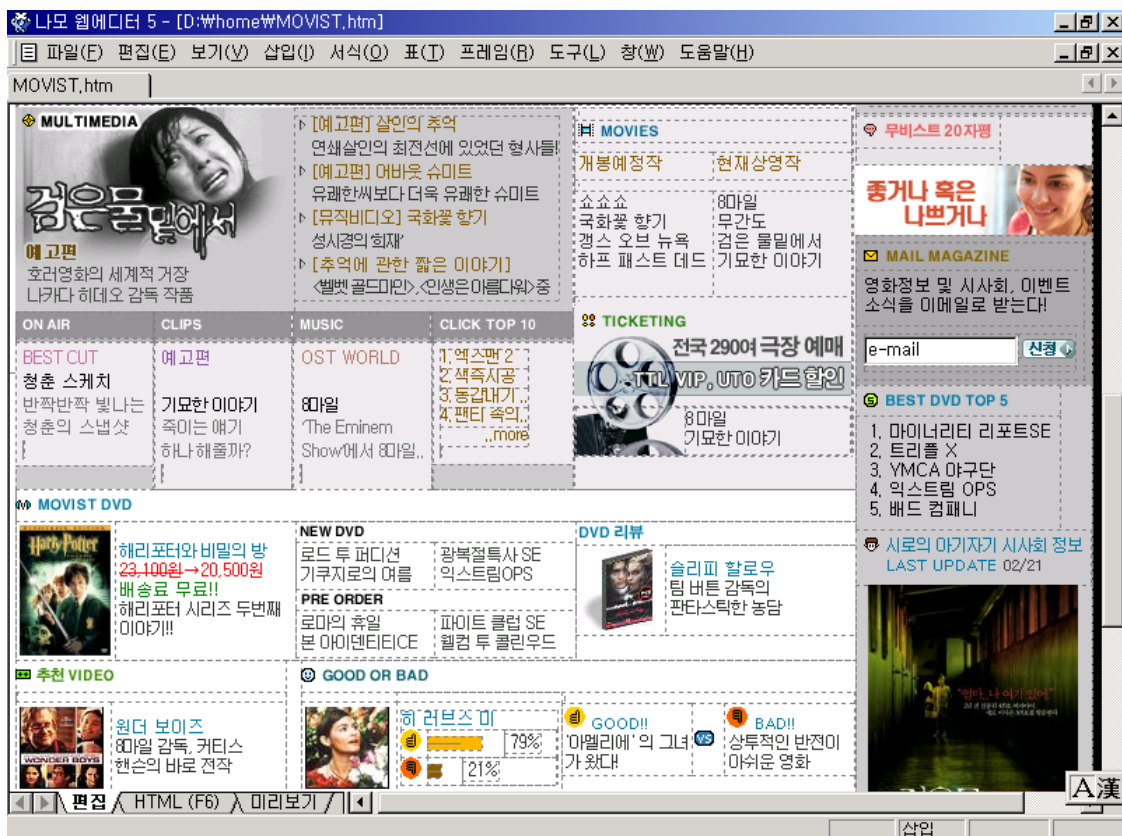 나모 웹에디터 5 - [D:₩home₩MOVIST.htm]
파일(F) 편집(E) 보기(V) 삽입(I) 서식(O) 표(T) 프레임(R) 도구(L) 창(W) 도움말(H)
MOVIST.htm
MULTIMEDIA
검은물밑에서
예고편
호러영화의 세계적 거장
나카다 히데오 감독 작품
[예고편] 살인의 추억
연쇄살인의 최전선에 있었던 형사들!
[예고편] 어바웃 슈미트
유쾌한씨보다 더욱 유쾌한 슈미트
[뮤직비디오] 국화꽃 향기
성시경의 '희재'
[추억에 관한 짧은 이야기]
<벨벳 골드마인>,<인생은 아름다워>중
ON AIR
BEST CUT
청춘 스케치
반짝반짝 빛나는
청춘의 스냅샷
CLIPS
예고편
기묘한 이야기
죽이는 얘기
하나 해줄까?
MUSIC
OST WORLD
8마일
'The Eminem
Show'에서 8마일..
CLICK TOP 10
1. 엑스맨 2
2. 색즉시공
3. 동갑내기..
4. 팬티 속의..
..more
MOVIES
개봉예정작
쇼쇼쇼
국화꽃 향기
갱스 오브 뉴욕
하프 패스트 데드
현재상영작
8마일
무간도
검은 물밑에서
기묘한 이야기
TICKETING
전국 290여 극장 예매
TTL, VIP, UTO 카드 할인
8마일
기묘한 이야기
무비스트 20자평
좋거나 혹은
나쁘거나
MAIL MAGAZINE
영화정보 및 시사회, 이벤트
소식을 이메일로 받는다!
e-mail 신청
BEST DVD TOP 5
1. 마이너리티 리포트SE
2. 트리플 X
3. YMCA 야구단
4. 익스트림 OPS
5. 배드 컴패니
시로의 아기자기 시사회 정보
LAST UPDATE 02/21
"엄마, 나 여기 있어"
MOVIST DVD
Harry Potter
해리포터와 비밀의 방
23,100원→20,500원
배송료 무료!!
해리포터 시리즈 두번째
이야기!!
NEW DVD
로드 투 퍼디션 광복절특사 SE
기쿠지로의 여름 익스트림OPS
PRE ORDER
로마의 휴일 파이트 클럽 SE
본 아이덴티티CE 웰컴 투 콜린우드
DVD 리뷰
슬리피 할로우
팀 버튼 감독의
판타스틱한 농담
추천 VIDEO
WONDER BOYS
원더 보이즈
8마일 감독, 커티스
핸슨의 바로 전작
GOOD OR BAD
히 러브스 미
79%
21%
GOOD!!
'아멜리에' 의 그녀
가 왔다!
VS
BAD!!
상투적인 반전이
아쉬운 영화
편집 HTML (F6) 미리보기
A漢
삽입